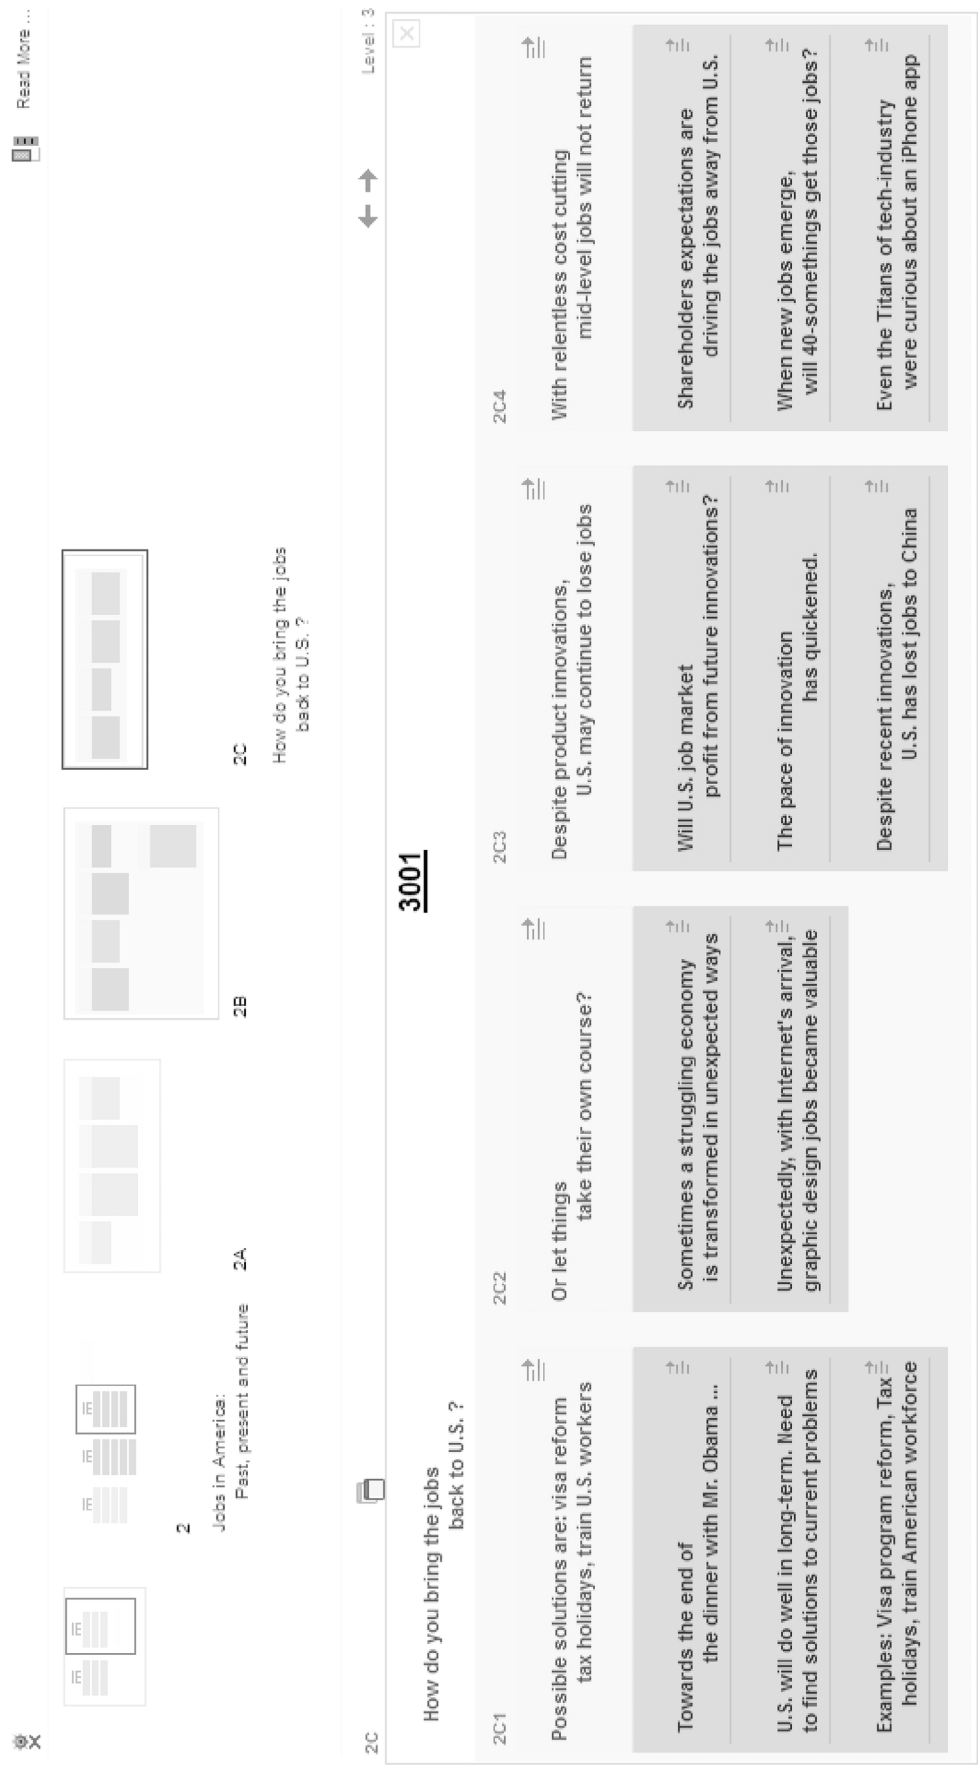 Read More ...
IE
IE
IE
IE
IE
2
Jobs in America:
Past, present and future
2A
2B
2C
How do you bring the jobs
back to U.S. ?
2C
Level : 3
3001
How do you bring the jobs
back to U.S. ?
2C1
Possible solutions are: visa reform
tax holidays, train U.S. workers
Towards the end of
the dinner with Mr. Obama ...
U.S. will do well in long-term. Need
to find solutions to current problems
Examples: Visa program reform, Tax
holidays, train American workforce
2C2
Or let things
take their own course?
Sometimes a struggling economy
is transformed in unexpected ways
Unexpectedly, with Internet's arrival,
graphic design jobs became valuable
2C3
Despite product innovations,
U.S. may continue to lose jobs
Will U.S. job market
profit from future innovations?
The pace of innovation
has quickened.
Despite recent innovations,
U.S. has lost jobs to China
2C4
With relentless cost cutting
mid-level jobs will not return
Shareholders expectations are
driving the jobs away from U.S.
When new jobs emerge,
will 40-somethings get those jobs?
Even the Titans of tech-industry
were curious about an iPhone app